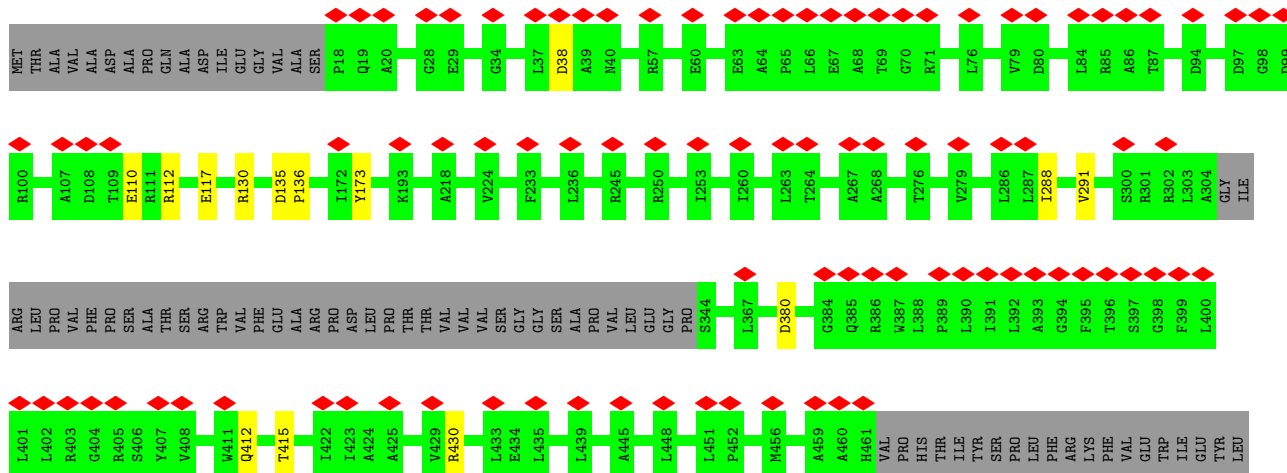 MET THR ALA VAL ALA ASP ALA PRO GLN ALA ASP ILE GLU GLY VAL ALA SER P18 Q19 A20 G28 E29 G34 L37 D38 A39 N40 R57 E60 E63 A64 P65 L66 E67 A68 T69 G70 R71 L76 V79 D80 L84 R85 A86 T87 D94 D97 G98 D99
R100 A107 D108 T109 E110 R111 R112 E117 R130 D135 P136 I172 Y173 K193 A218 V224 F233 L236 R245 R250 I253 I260 L263 T264 A267 A268 T276 V279 L286 L287 I288 V291 S300 R301 R302 L303 A304 GLY ILE
ARG LEU PRO VAL PHE PRO SER ALA THR SER ARG TRP VAL PHE GLU ALA ARG PRO ASP LEU PRO THR THR VAL VAL VAL SER GLY GLY SER ALA PRO VAL LEU GLU GLY PRO S344 L367 D380 G384 Q385 R386 W387 L388 P389 L390 I391 L392 A393 G394 F395 T396 S397 G398 F399 L400
L401 L402 R403 G404 R405 S406 Y407 V408 W411 Q412 T415 I422 I423 A424 A425 V429 R430 L433 E434 L435 L439 A445 L448 L451 P452 M456 A459 A460 H461 VAL PRO HIS THR ILE TYR SER PRO LEU PHE ARG LYS PHE VAL GLU TRP ILE GLU TYR LEU